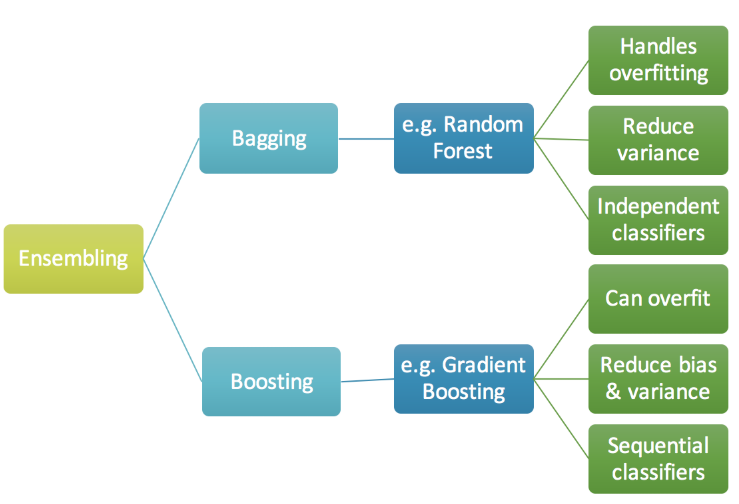 Ensembling
Bagging
e.g. Random
Forest
Handles
overfitting
Reduce
variance
Independent
classifiers
Boosting
e.g. Gradient
Boosting
Can overfit
Reduce bias
& variance
Sequential
classifiers